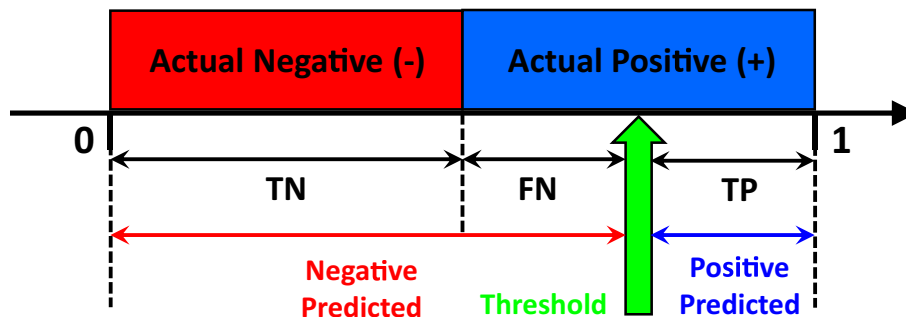 Actual Negative (-) Actual Positive (+)
0 1
TN FN TP
Negative Predicted Threshold Positive Predicted